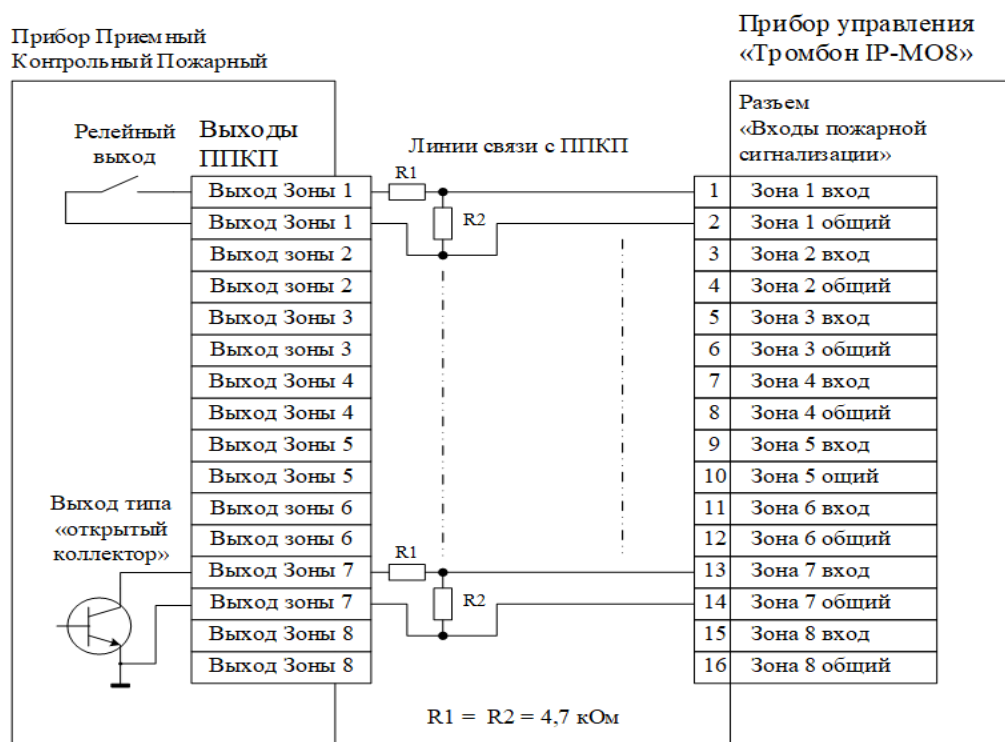 Прибор Приемный
Контрольный Пожарный
Прибор управления
«Тромбон IP-МО8»
Релейный
выход
Выходы
ППКП
Линии связи с ППКП
Разъем
«Входы пожарной
сигнализации»
R1
R2
Выход Зоны 1
Выход Зоны 1
Выход зоны 2
Выход зоны 2
Выход Зоны 3
Выход зоны 3
Выход Зоны 4
Выход Зоны 4
Выход Зоны 5
Выход Зоны 5
Выход зоны 6
Выход зоны 6
Выход Зоны 7
Выход зоны 7
Выход Зоны 8
Выход Зоны 8
1 Зона 1 вход
2 Зона 1 общий
3 Зона 2 вход
4 Зона 2 общий
5 Зона 3 вход
6 Зона 3 общий
7 Зона 4 вход
8 Зона 4 общий
9 Зона 5 вход
10 Зона 5 ощий
11 Зона 6 вход
12 Зона 6 общий
13 Зона 7 вход
14 Зона 7 общий
15 Зона 8 вход
16 Зона 8 общий
Выход типа
«открытый
коллектор»
R1
R2
R1 = R2 = 4,7 кОм